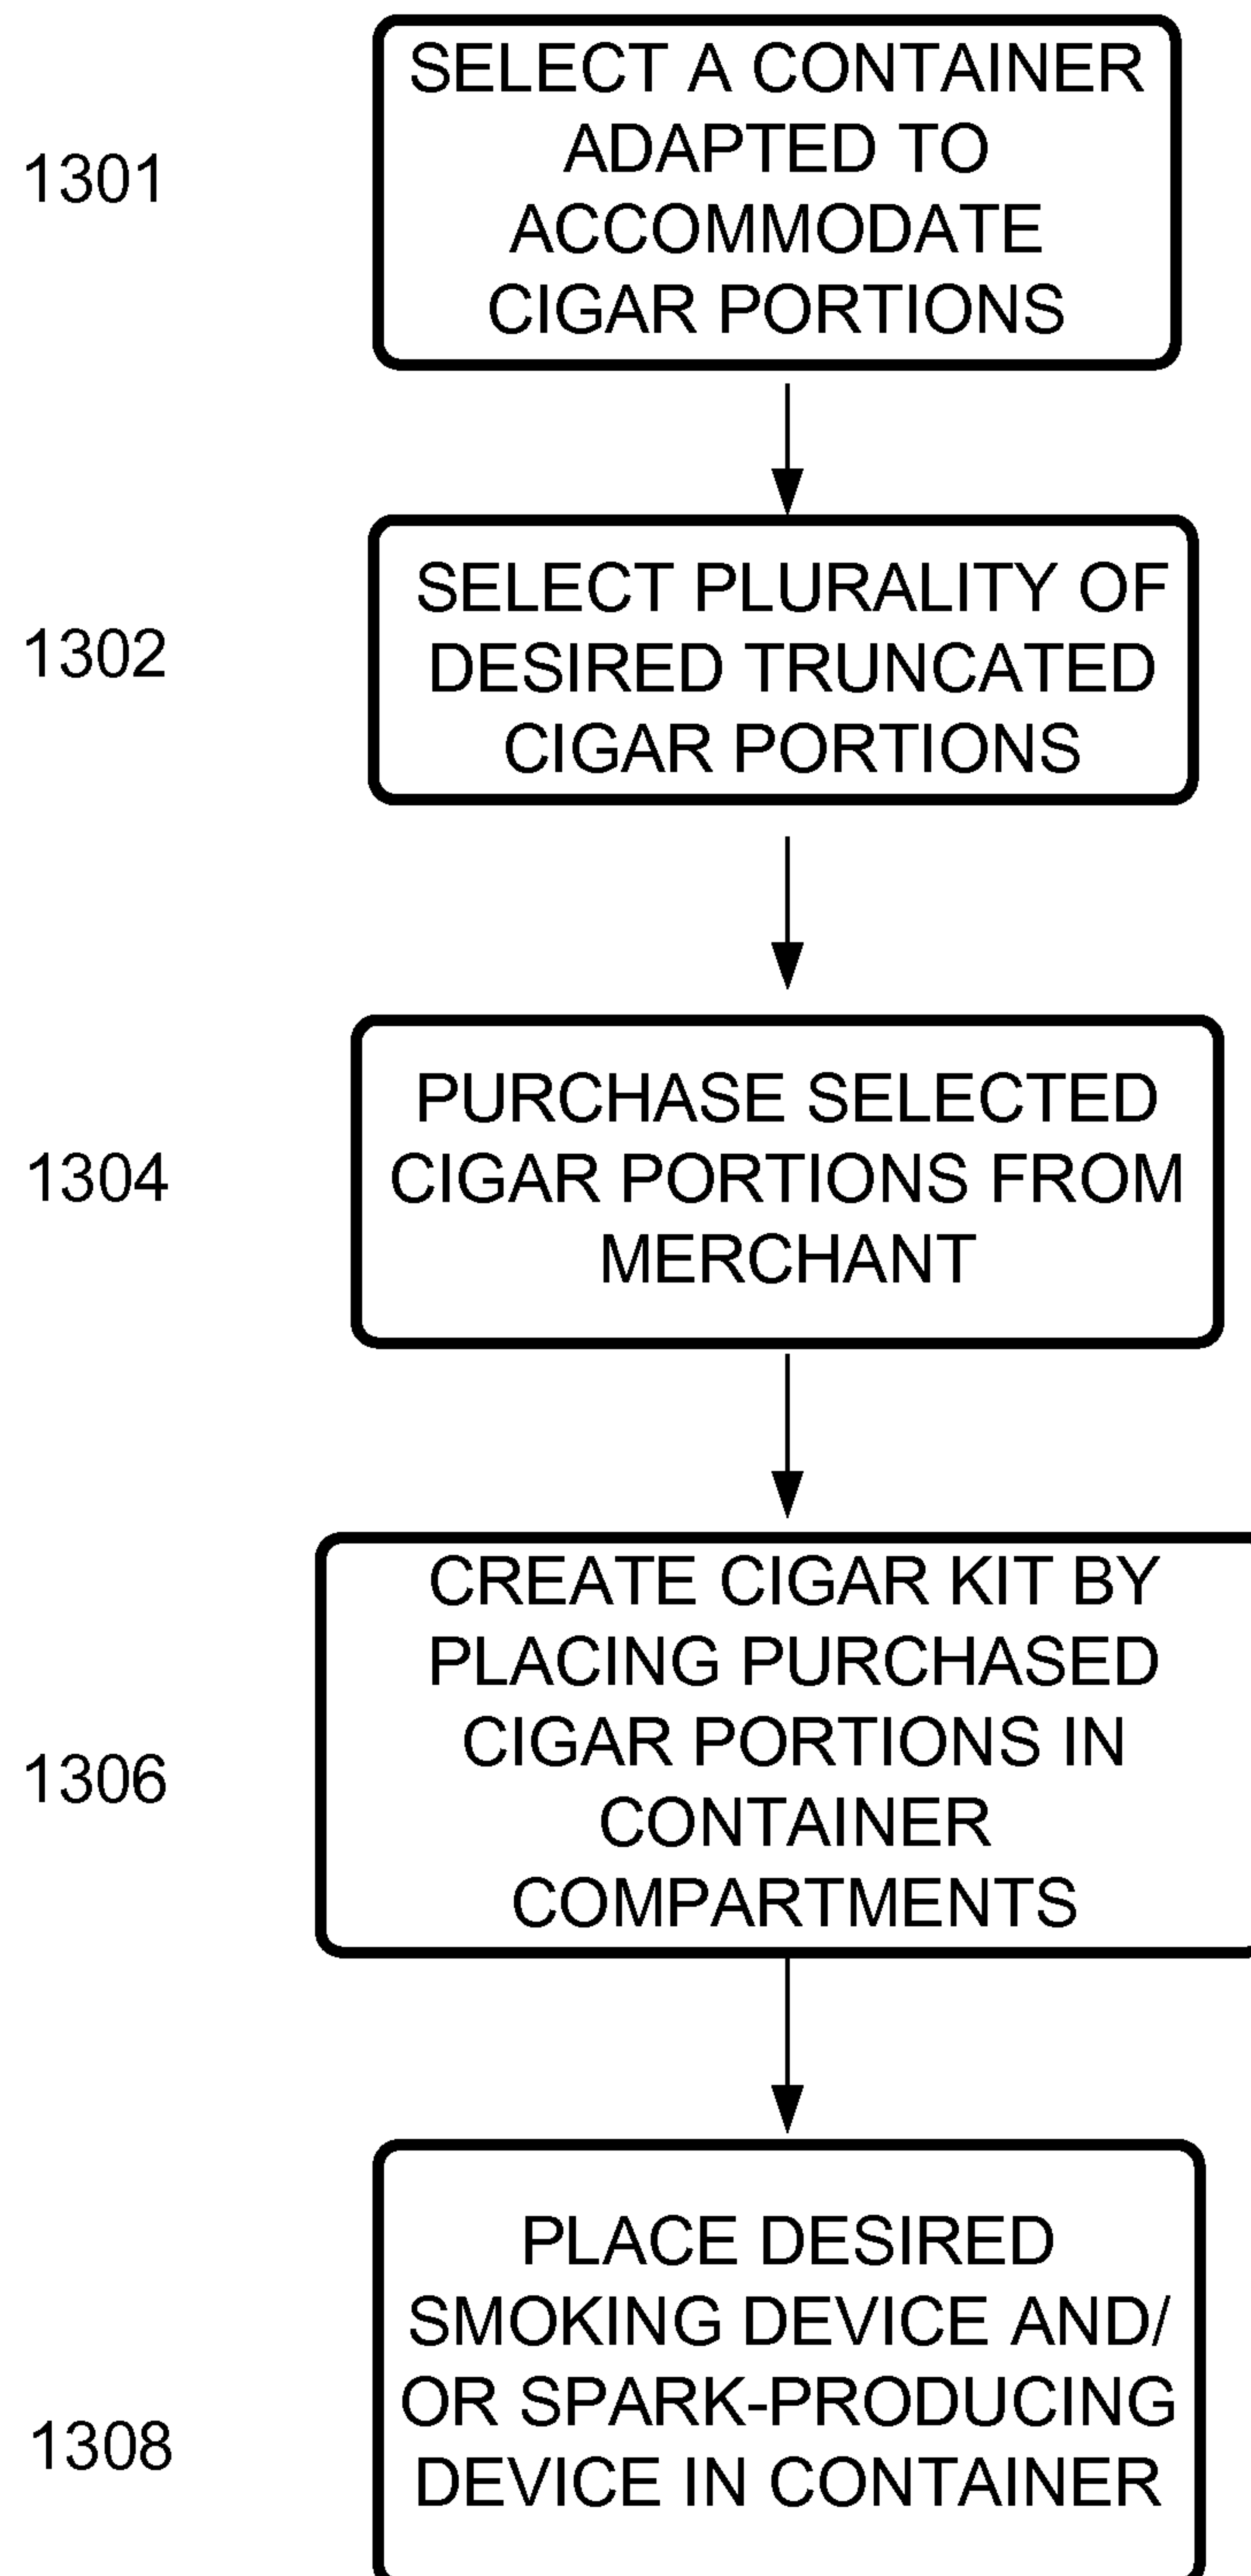 1301
SELECT A CONTAINER
ADAPTED TO
ACCOMMODATE
CIGAR PORTIONS
1302
SELECT PLURALITY OF
DESIRED TRUNCATED
CIGAR PORTIONS
1304
PURCHASE SELECTED
CIGAR PORTIONS FROM
MERCHANT
1306
CREATE CIGAR KIT BY
PLACING PURCHASED
CIGAR PORTIONS IN
CONTAINER
COMPARTMENTS
1308
PLACE DESIRED
SMOKING DEVICE AND/
OR SPARK-PRODUCING
DEVICE IN CONTAINER